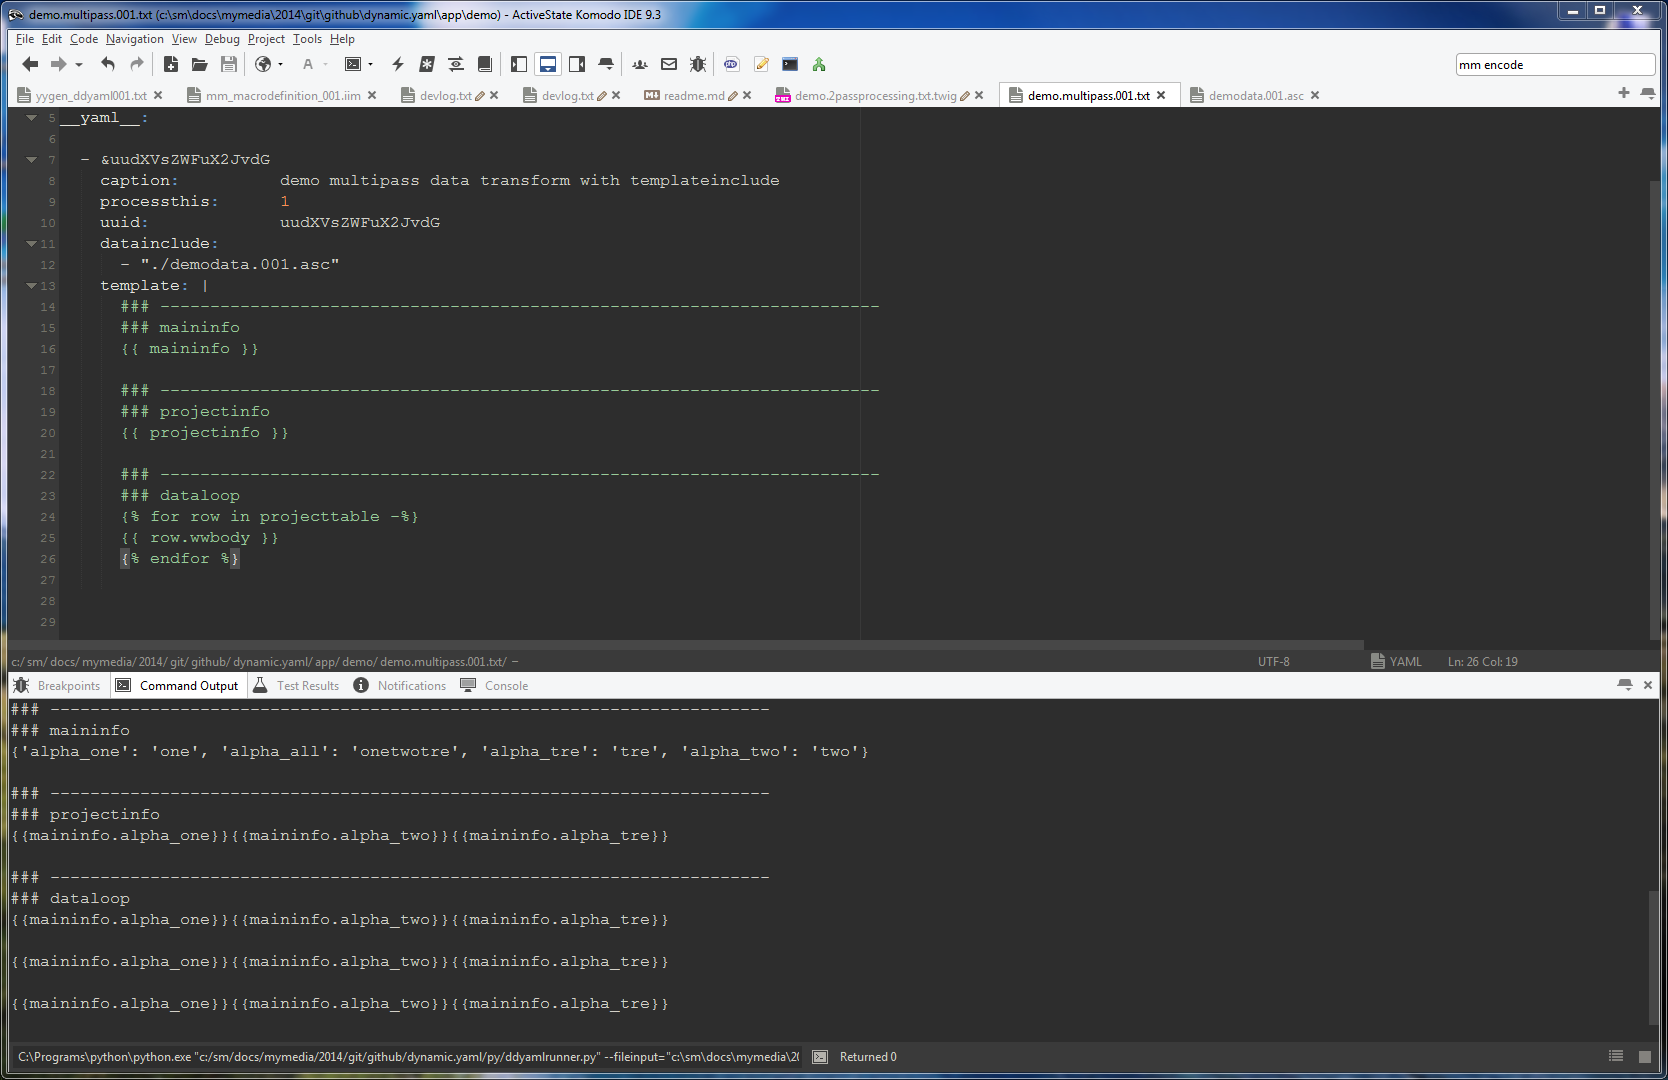 demo.multipass.001.txt (c:\sm\docs\mymedia\2014\git\github\dynamic.yaml\app\demo) - ActiveState Komodo IDE 9.3
File Edit Code Navigation View Debug Project Tools Help
mm encode
yygen_ddyaml001.txt mm_macrodefinition_001.iim devlog.txt devlog.txt readme.md demo.2passprocessing.txt.twig demo.multipass.001.txt demodata.001.asc
5 __yaml__:
6
7 - &uudXVsZWFuX2JvdG
8 caption: demo multipass data transform with templateinclude
9 processthis: 1
10 uuid: uudXVsZWFuX2JvdG
11 datainclude:
12 - "./demodata.001.asc"
13 template: |
14 ### ------------------------------------------------------------------------
15 ### maininfo
16 {{ maininfo }}
17
18 ### ------------------------------------------------------------------------
19 ### projectinfo
20 {{ projectinfo }}
21
22 ### ------------------------------------------------------------------------
23 ### dataloop
24 {% for row in projecttable -%}
25 {{ row.wwbody }}
26 {% endfor %}
27
28
29
c:/ sm/ docs/ mymedia/ 2014/ git/ github/ dynamic.yaml/ app/ demo/ demo.multipass.001.txt/ − UTF-8 YAML Ln: 26 Col: 19
Breakpoints Command Output Test Results Notifications Console
### ------------------------------------------------------------------------
### maininfo
{'alpha_one': 'one', 'alpha_all': 'onetwotre', 'alpha_tre': 'tre', 'alpha_two': 'two'}
### ------------------------------------------------------------------------
### projectinfo
{{maininfo.alpha_one}}{{maininfo.alpha_two}}{{maininfo.alpha_tre}}
### ------------------------------------------------------------------------
### dataloop
{{maininfo.alpha_one}}{{maininfo.alpha_two}}{{maininfo.alpha_tre}}
{{maininfo.alpha_one}}{{maininfo.alpha_two}}{{maininfo.alpha_tre}}
{{maininfo.alpha_one}}{{maininfo.alpha_two}}{{maininfo.alpha_tre}}
C:\Programs\python\python.exe "c:/sm/docs/mymedia/2014/git/github/dynamic.yaml/py/ddyamlrunner.py" --fileinput="c:\sm\docs\mymedia\20 Returned 0